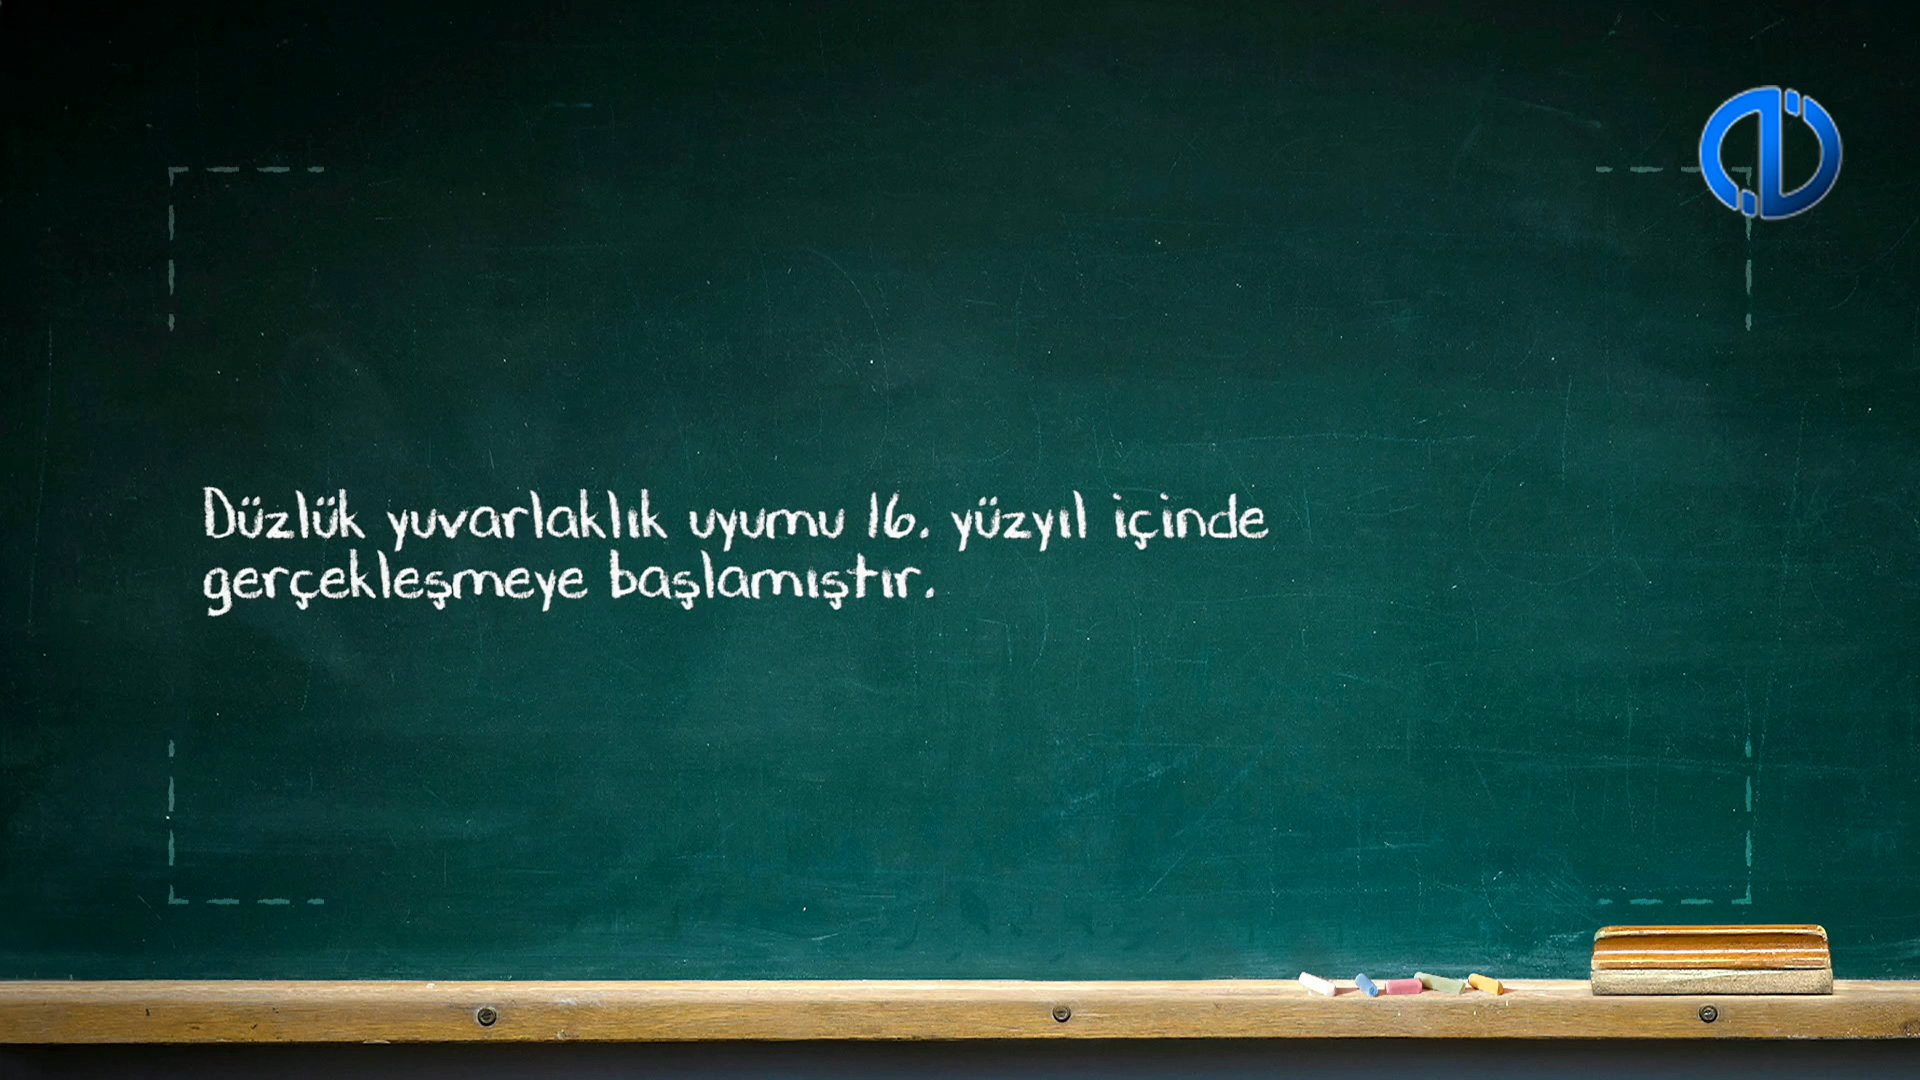 Düzlük yuvarlaklık uyumu 16. yüzyıl içinde
gerçekleşmeye başlamıştır.